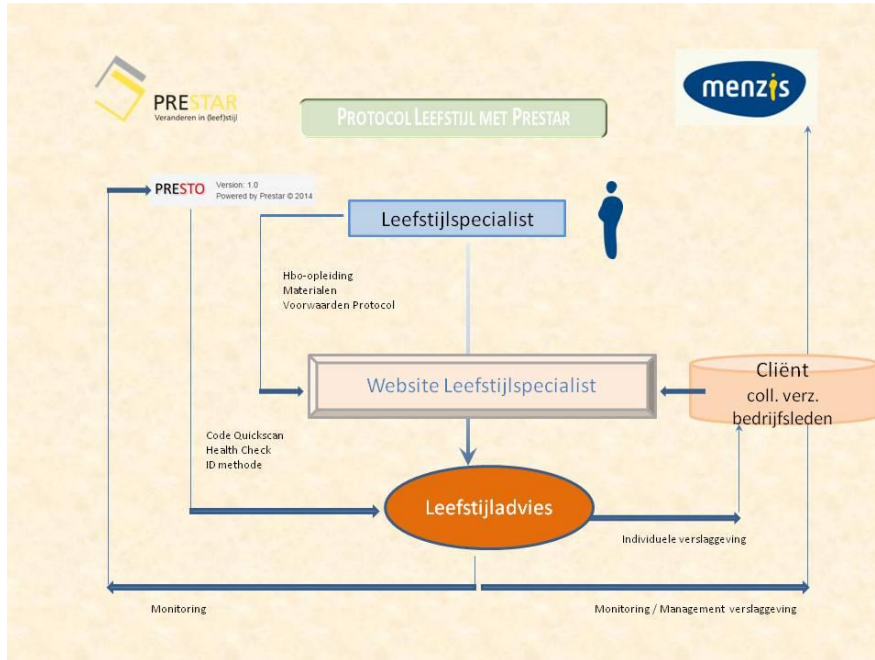 PRESTAR
Veranderen in (leef)stijl
menzis
PROTOCOL LEEFSTIJL MET PRESTAR
PRESTO
Version: 1.0
Powered by Prestar © 2014
Leefstijlspecialist
Hbo-opleiding
Materialen
Voorwaarden Protocol
Website Leefstijlspecialist
Cliënt
coll. verz.
bedrijfsleden
Code Quickscan
Health Check
ID methode
Leefstijladvies
Individuele verslaggeving
Monitoring
Monitoring / Management verslaggeving